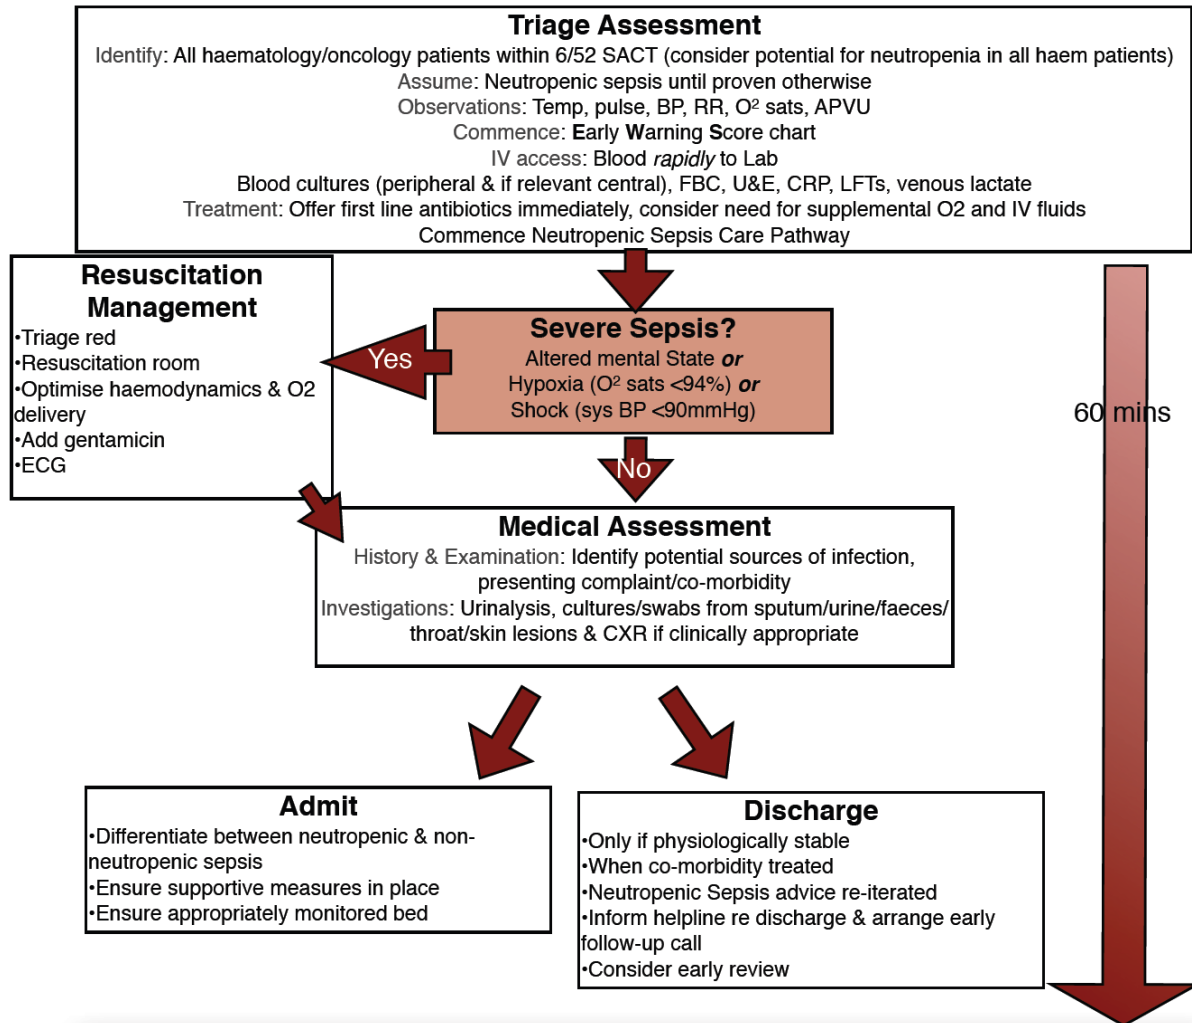 Triage Assessment
Identify: All haematology/oncology patients within 6/52 SACT (consider potential for neutropenia in all haem patients)
Assume: Neutropenic sepsis until proven otherwise
Observations: Temp, pulse, BP, RR, O² sats, APVU
Commence: Early Warning Score chart
IV access: Blood rapidly to Lab
Blood cultures (peripheral & if relevant central), FBC, U&E, CRP, LFTs, venous lactate
Treatment: Offer first line antibiotics immediately, consider need for supplemental O2 and IV fluids
Commence Neutropenic Sepsis Care Pathway
Resuscitation
Management
•Triage red
•Resuscitation room
•Optimise haemodynamics & O2
delivery
•Add gentamicin
•ECG
Yes
Severe Sepsis?
Altered mental State or
Hypoxia (O² sats <94%) or
Shock (sys BP <90mmHg)
60 mins
No
Medical Assessment
History & Examination: Identify potential sources of infection,
presenting complaint/co-morbidity
Investigations: Urinalysis, cultures/swabs from sputum/urine/faeces/
throat/skin lesions & CXR if clinically appropriate
Admit
•Differentiate between neutropenic & non-
neutropenic sepsis
•Ensure supportive measures in place
•Ensure appropriately monitored bed
Discharge
•Only if physiologically stable
•When co-morbidity treated
•Neutropenic Sepsis advice re-iterated
•Inform helpline re discharge & arrange early
follow-up call
•Consider early review